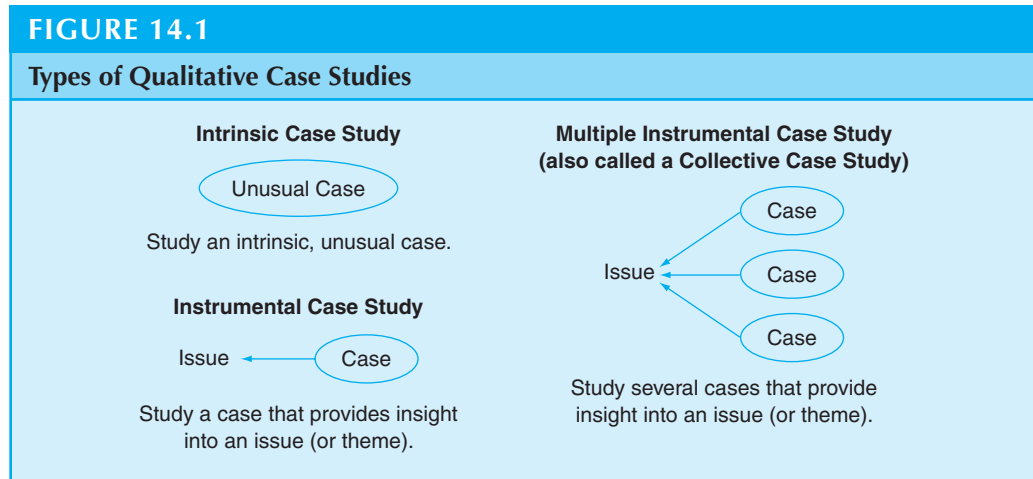 FIGURE 14.1
Types of Qualitative Case Studies
Intrinsic Case Study
Unusual Case
Study an intrinsic, unusual case.
Instrumental Case Study
Issue
Case
Study a case that provides insight
into an issue (or theme).
Multiple Instrumental Case Study
(also called a Collective Case Study)
Case
Issue
Case
Case
Study several cases that provide
insight into an issue (or theme).